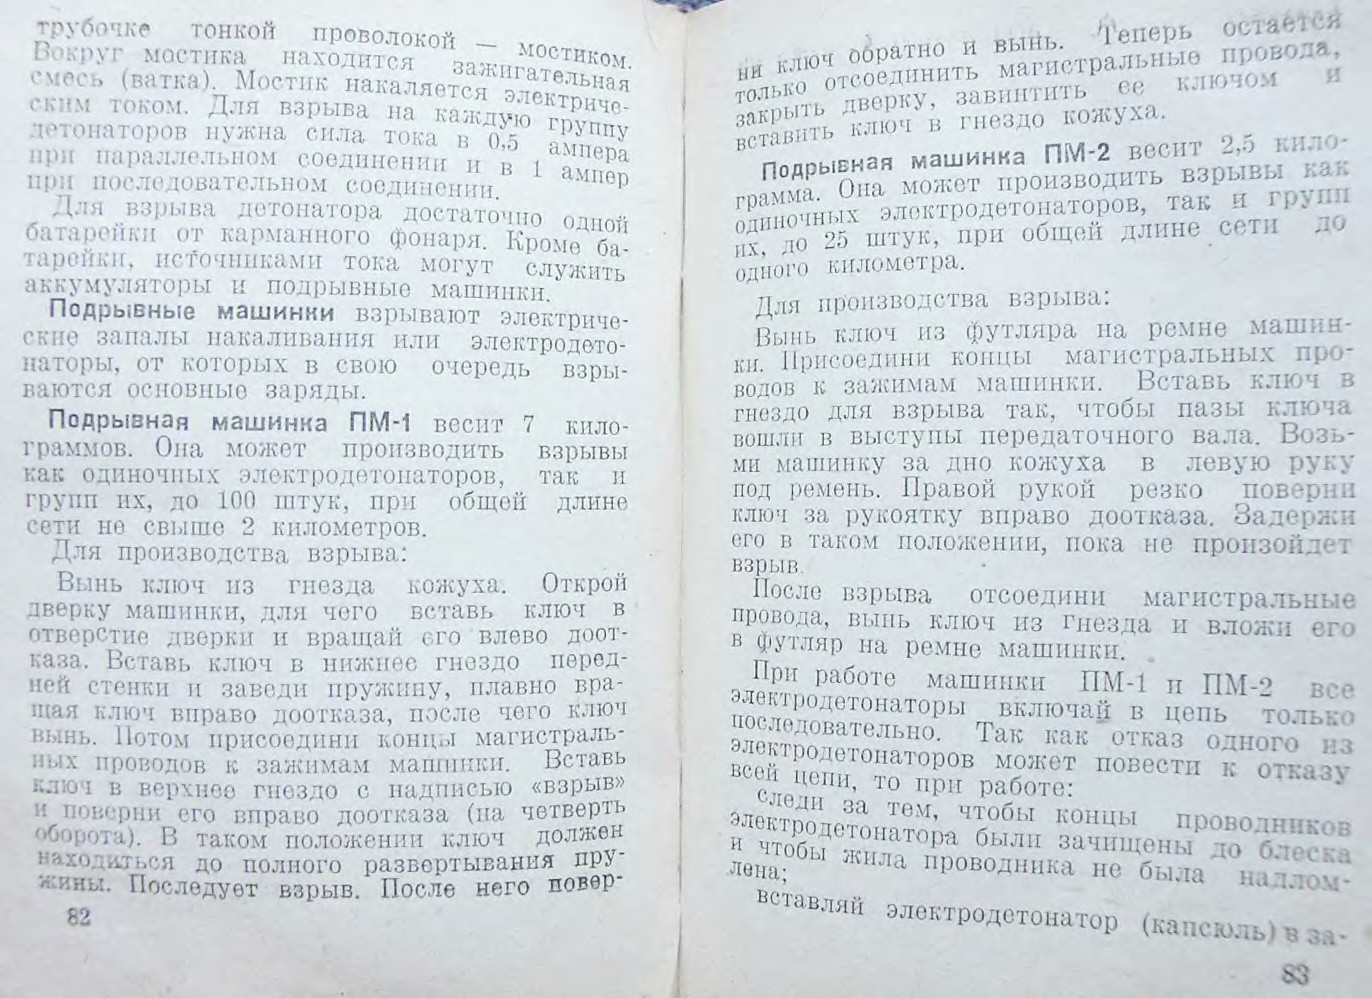 трубочке тонкой проволокой — мостиком.
Вокруг мостика находится зажигательная
смесь (ватка). Мостик накаляется электриче-
ским током. Для взрыва на каждую группу
детонаторов нужна сила тока в 0,5 ампера
при параллельном соединении и в 1 ампер
при последовательном соединении.
Для взрыва детонатора достаточно одной
батарейки от карманного фонаря. Кроме ба-
тарейки, источниками тока могут служить
аккумуляторы и подрывные машинки.
Подрывные машинки взрывают электриче-
ские запалы накаливания или электродето-
наторы, от которых в свою очередь взры-
ваются основные заряды.
Подрывная машинка ПМ-1 весит 7 кило-
граммов. Она может производить взрывы
как одиночных электродетонаторов, так и
групп их, до 100 штук, при общей длине
сети не свыше 2 километров.
Для производства взрыва:
Вынь ключ из гнезда кожуха. Открой
дверку машинки, для чего вставь ключ в
отверстие дверки и вращай его влево доот-
каза. Вставь ключ в нижнее гнездо перед-
ней стенки и заведи пружину, плавно вра-
щая ключ вправо доотказа, после чего ключ
вынь. Потом присоедини концы магистраль-
ных проводов к зажимам машинки. Вставь
ключ в верхнее гнездо с надписью «взрыв»
и поверни его вправо доотказа (на четверть
оборота). В таком положении ключ должен
находиться до полного развертывания пру-
жины. Последует взрыв. После него повер-
82
ни ключ обратно и вынь. Теперь остается
только отсоединить магистральные провода,
закрыть дверку, завинтить ее ключом и
вставить ключ в гнездо кожуха.
Подрывная машинка ПМ-2 весит 2,5 кило-
грамма. Она может производить взрывы как
одиночных электродетонаторов, так и групп
их, до 25 штук, при общей длине сети до
одного километра.
Для производства взрыва:
Вынь ключ из футляра на ремне машин-
ки. Присоедини концы магистральных про-
водов к зажимам машинки. Вставь ключ в
гнездо для взрыва так, чтобы пазы ключа
вошли в выступы передаточного вала. Возь-
ми машинку за дно кожуха в левую руку
под ремень. Правой рукой резко поверни
ключ за рукоятку вправо доотказа. Задержи
его в таком положении, пока не произойдет
взрыв.
После взрыва отсоедини магистральные
провода, вынь ключ из гнезда и вложи его
в футляр на ремне машинки.
При работе машинки ПМ-1 и ПМ-2 все
электродетонаторы включай в цепь только
последовательно. Так как отказ одного из
электродетонаторов может повести к отказу
всей цепи, то при работе:
следи за тем, чтобы концы проводников
электродетонатора были зачищены до блеска
и чтобы жила проводника не была надлом-
лена;
вставляй электродетонатор (капсюль) в за-
83